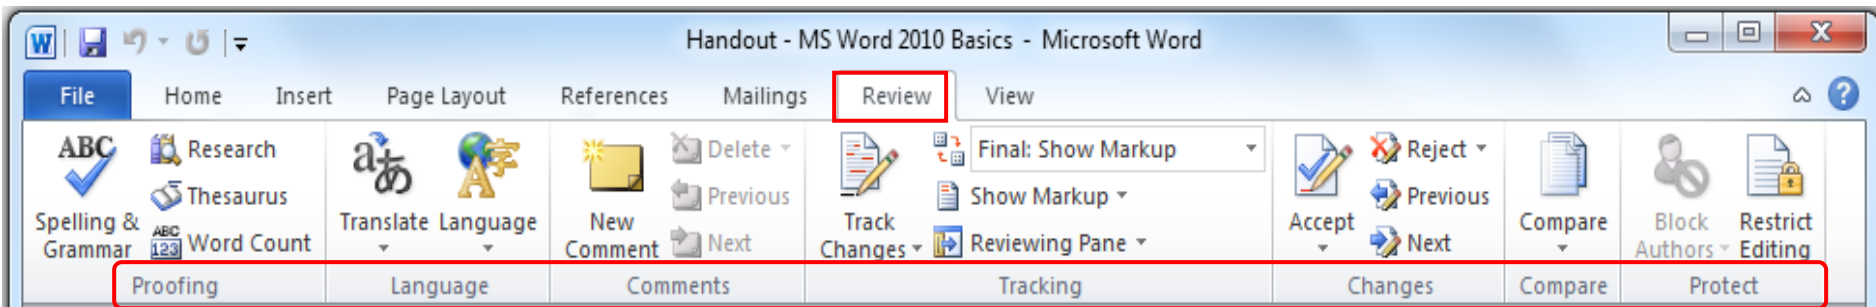 W Handout - MS Word 2010 Basics - Microsoft Word
File Home Insert Page Layout References Mailings Review View
ABC Research aあ A Delete Final: Show Markup Reject
Thesaurus Previous Show Markup Previous
Spelling & Translate Language New Track Accept Compare Block Restrict
Grammar ABC 123 Word Count Comment Next Changes Reviewing Pane Next Authors Editing
Proofing Language Comments Tracking Changes Compare Protect